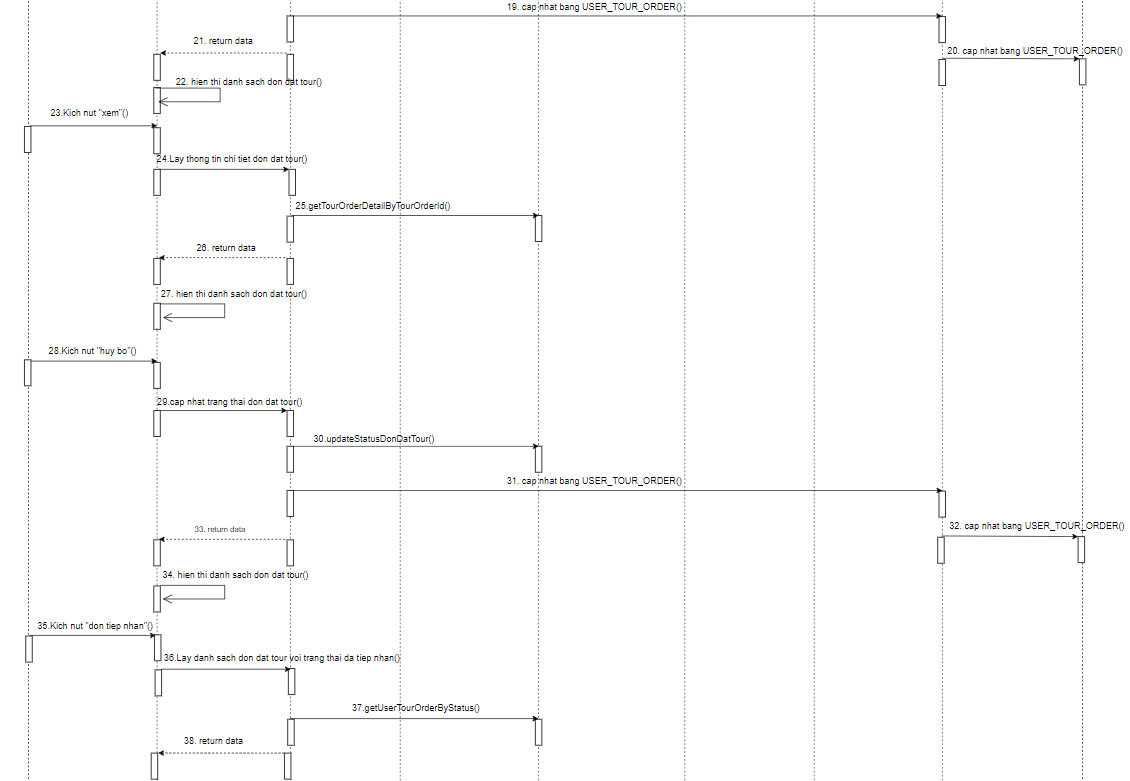 19. cap nhat bang USER_TOUR_ORDER()
21. return data
20. cap nhat bang USER_TOUR_ORDER()
22. hien thi danh sach don dat tour()
23.Kich nut "xem"()
24.Lay thong tin chi tiet don dat tour()
25.getTourOrderDetailByTourOrderId()
26. return data
27. hien thi danh sach don dat tour()
28.Kich nut "huy bo"()
29.cap nhat trang thai don dat tour()
30.updateStatusDonDatTour()
31. cap nhat bang USER_TOUR_ORDER()
32. cap nhat bang USER_TOUR_ORDER()
33. return data
34. hien thi danh sach don dat tour()
35.Kich nut "don tiep nhan"()
36.Lay danh sach don dat tour voi trang thai da tiep nhan()
37.getUserTourOrderByStatus()
38. return data